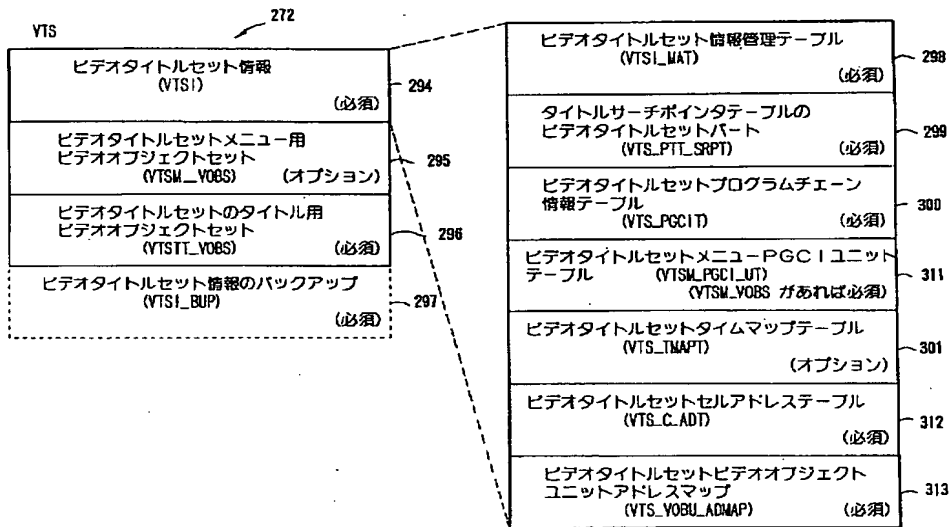 VTS
272
ビデオタイトルセット情報
(VTSI)
(必須)
294
ビデオタイトルセットメニュー用
ビデオオブジェクトセット
(VTSM_VOBS) (オプション)
295
ビデオタイトルセットのタイトル用
ビデオオブジェクトセット
(VTSTT_VOBS) (必須)
296
ビデオタイトルセット情報のバックアップ
(VTSI_BUP)
(必須)
297
ビデオタイトルセット情報管理テーブル
(VTSI_MAT)
(必須)
298
タイトルサーチポインタテーブルの
ビデオタイトルセットパート
(VTS_PTT_SRPT) (必須)
299
ビデオタイトルセットプログラムチェーン
情報テーブル
(VTS_PGCIT) (必須)
300
ビデオタイトルセットメニューPGCIユニット
テーブル (VTSM_PGCI_UT)
(VTSM_VOBS があれば必須)
311
ビデオタイトルセットタイムマップテーブル
(VTS_TMAPT)
(オプション)
301
ビデオタイトルセットセルアドレステーブル
(VTS_C_ADT)
(必須)
312
ビデオタイトルセットビデオオブジェクト
ユニットアドレスマップ
(VTS_VOBU_ADMAP) (必須)
313